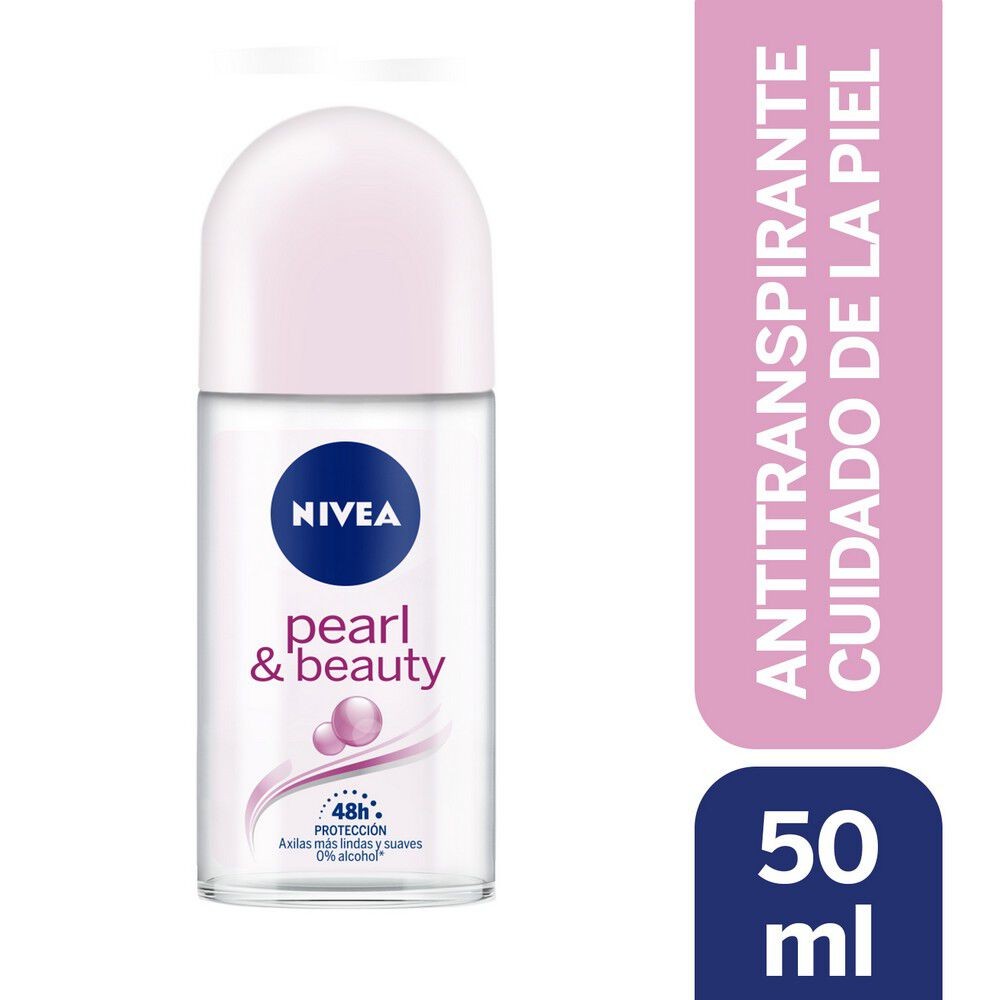 NIVEA
pearl
& beauty
48h
PROTECCIÓN
Axilas más lindas y suaves
0% alcohol*
ANTITRANSPIRANTE
CUIDADO DE LA PIEL
50
ml